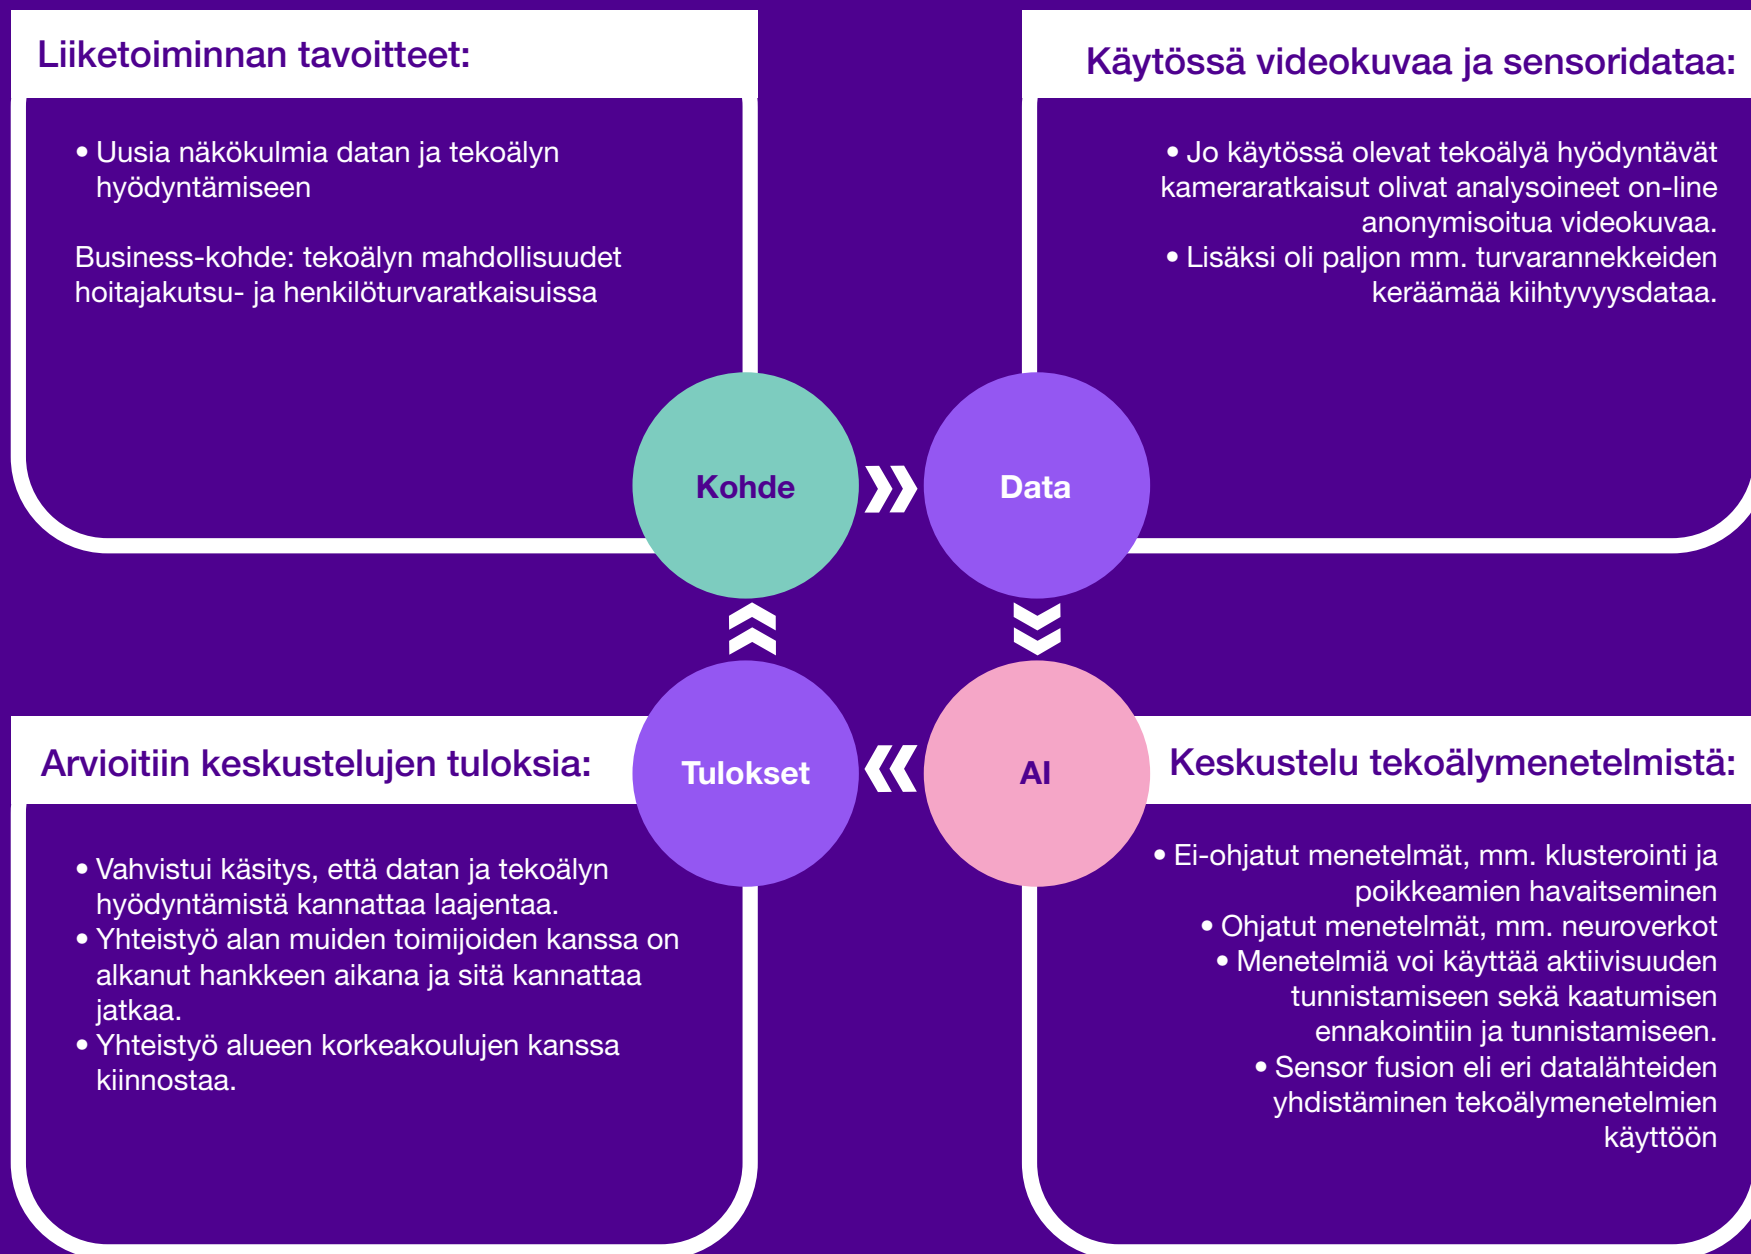 Liiketoiminnan tavoitteet:
• Uusia näkökulmia datan ja tekoälyn
hyödyntämiseen
Business-kohde: tekoälyn mahdollisuudet
hoitajakutsu- ja henkilöturvaratkaisuissa
Kohde
Käytössä videokuvaa ja sensoridataa:
• Jo käytössä olevat tekoälyä hyödyntävät
kameraratkaisut olivat analysoineet on-line
anonymisoitua videokuvaa.
• Lisäksi oli paljon mm. turvarannekkeiden
keräämää kiihtyvyysdataa.
Data
Keskustelu tekoälymenetelmistä:
AI
• Ei-ohjatut menetelmät, mm. klusterointi ja
poikkeamien havaitseminen
• Ohjatut menetelmät, mm. neuroverkot
• Menetelmiä voi käyttää aktiivisuuden
tunnistamiseen sekä kaatumisen
ennakointiin ja tunnistamiseen.
• Sensor fusion eli eri datalähteiden
yhdistäminen tekoälymenetelmien
käyttöön
Arvioitiin keskustelujen tuloksia:
Tulokset
• Vahvistui käsitys, että datan ja tekoälyn
hyödyntämistä kannattaa laajentaa.
• Yhteistyö alan muiden toimijoiden kanssa on
alkanut hankkeen aikana ja sitä kannattaa
jatkaa.
• Yhteistyö alueen korkeakoulujen kanssa
kiinnostaa.